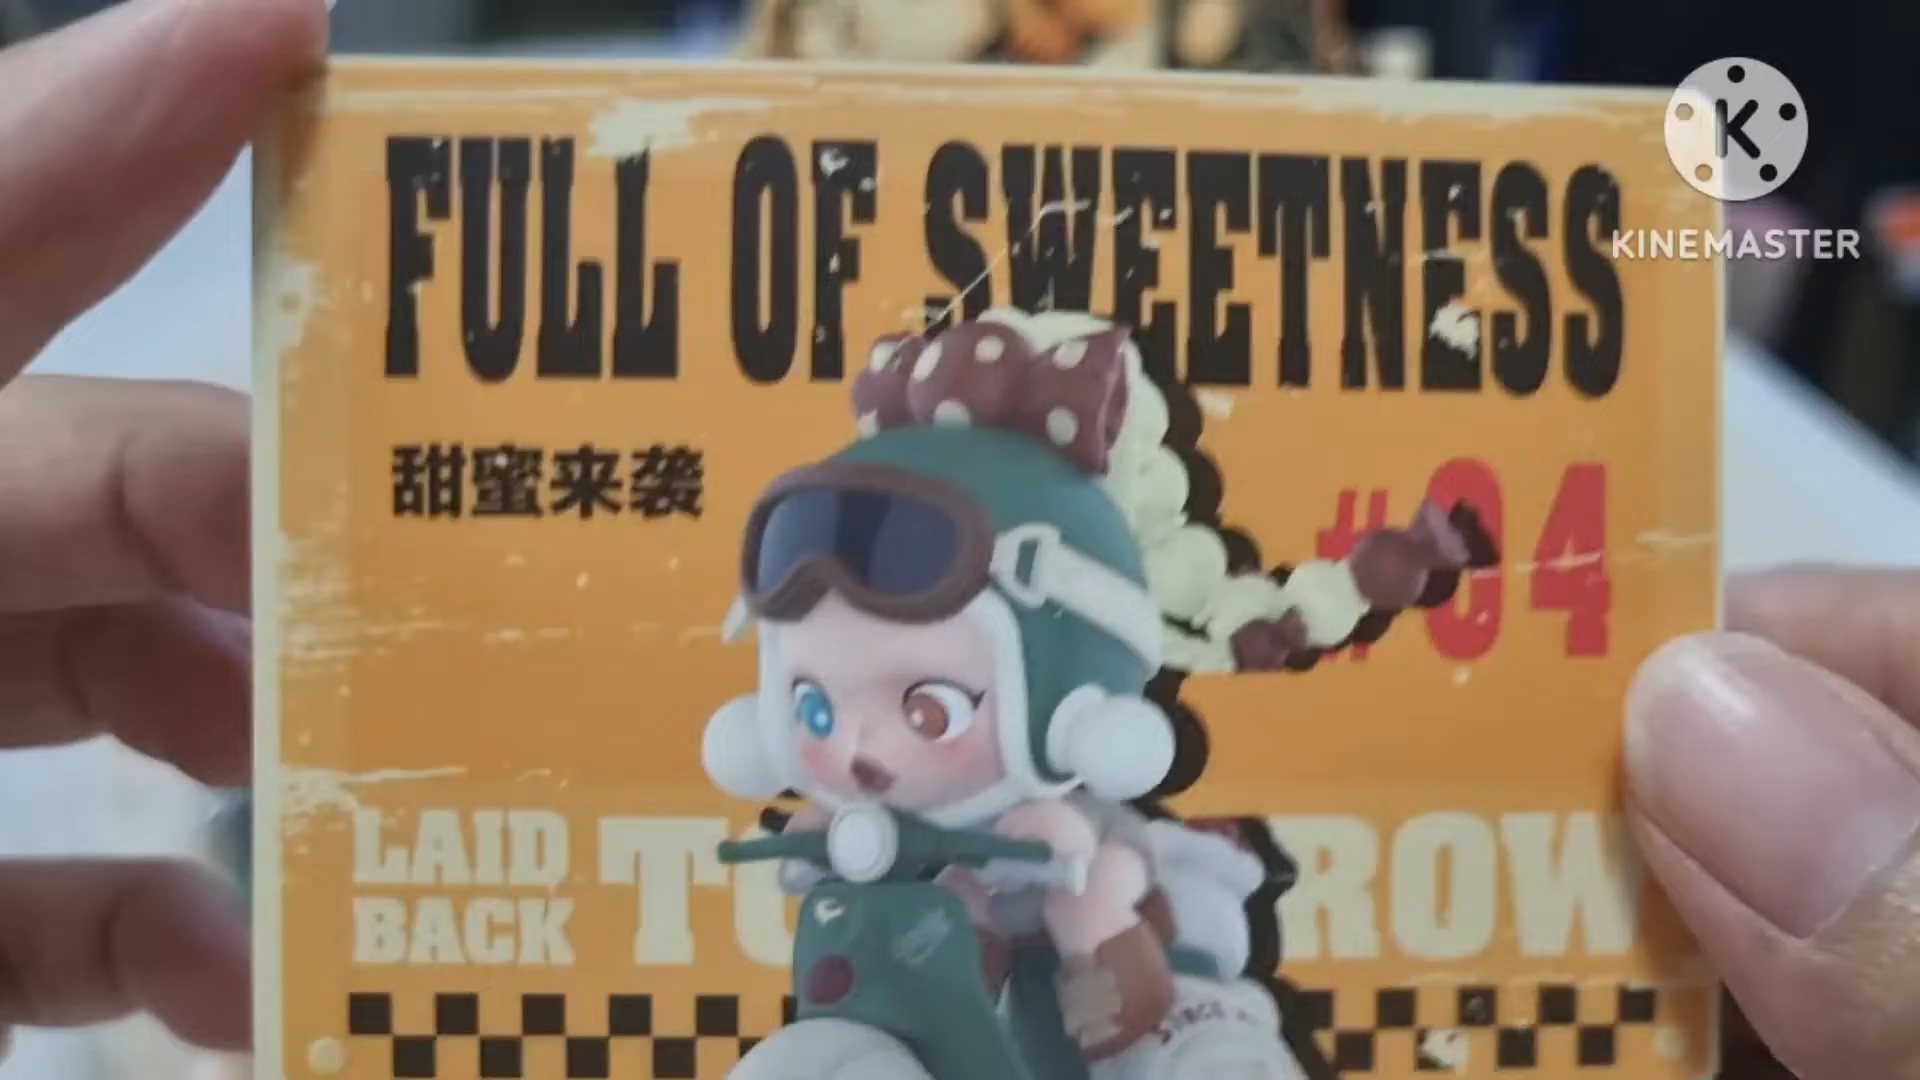 FULL OF SWEETNESS
甜蜜来袭
#04
LAID
BACK
K
KINEMASTER